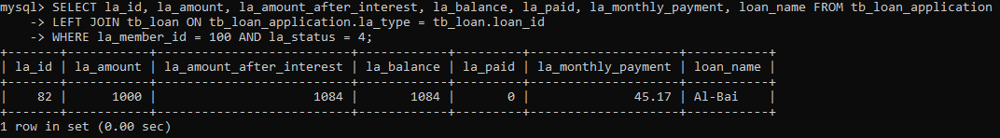 mysql> SELECT la_id, la_amount, la_amount_after_interest, la_balance, la_paid, la_monthly_payment, loan_name FROM tb_loan_application
    -> LEFT JOIN tb_loan ON tb_loan_application.la_type = tb_loan.loan_id
    -> WHERE la_member_id = 100 AND la_status = 4;
+-------+-----------+--------------------------+------------+---------+--------------------+-----------+
| la_id | la_amount | la_amount_after_interest | la_balance | la_paid | la_monthly_payment | loan_name |
+-------+-----------+--------------------------+------------+---------+--------------------+-----------+
|    82 |      1000 |                     1084 |       1084 |       0 |              45.17 | Al-Bai    |
+-------+-----------+--------------------------+------------+---------+--------------------+-----------+
1 row in set (0.00 sec)